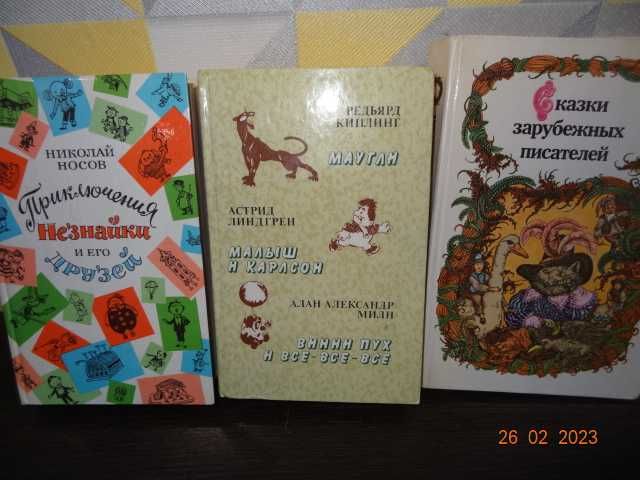 НИКОЛАЙ
НОСОВ
Приключения
Незнайки
И ЕГО
ДРУЗЕЙ
РЕДЬЯРД
КИПЛИНГ
МАУГЛИ
АСТРИД
ЛИНДГРЕН
МАЛЫШ
И КАРЛСОН
АЛАН АЛЕКСАНДР
МИЛН
ВИННИ ПУХ
И ВСЕ-ВСЕ-ВСЕ
Сказки
зарубежных
писателей
26 02 2023